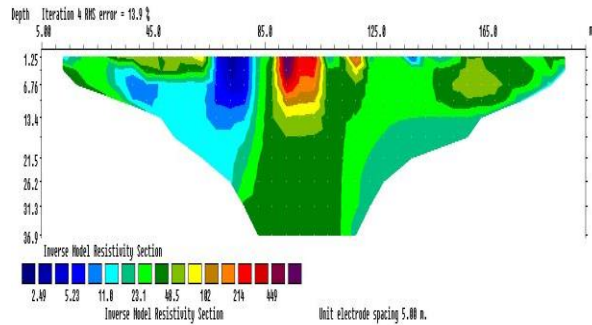 Depth Iteration 4 RMS error = 13.9 %
5.00 45.0 85.0 125.0 165.0 m
1.25
6.76
13.4
21.5
26.2
31.3
36.9
Inverse Model Resistivity Section
2.49 5.23 11.0 23.1 48.5 102 214 449
Inverse Model Resistivity Section Unit electrode spacing 5.00 m.